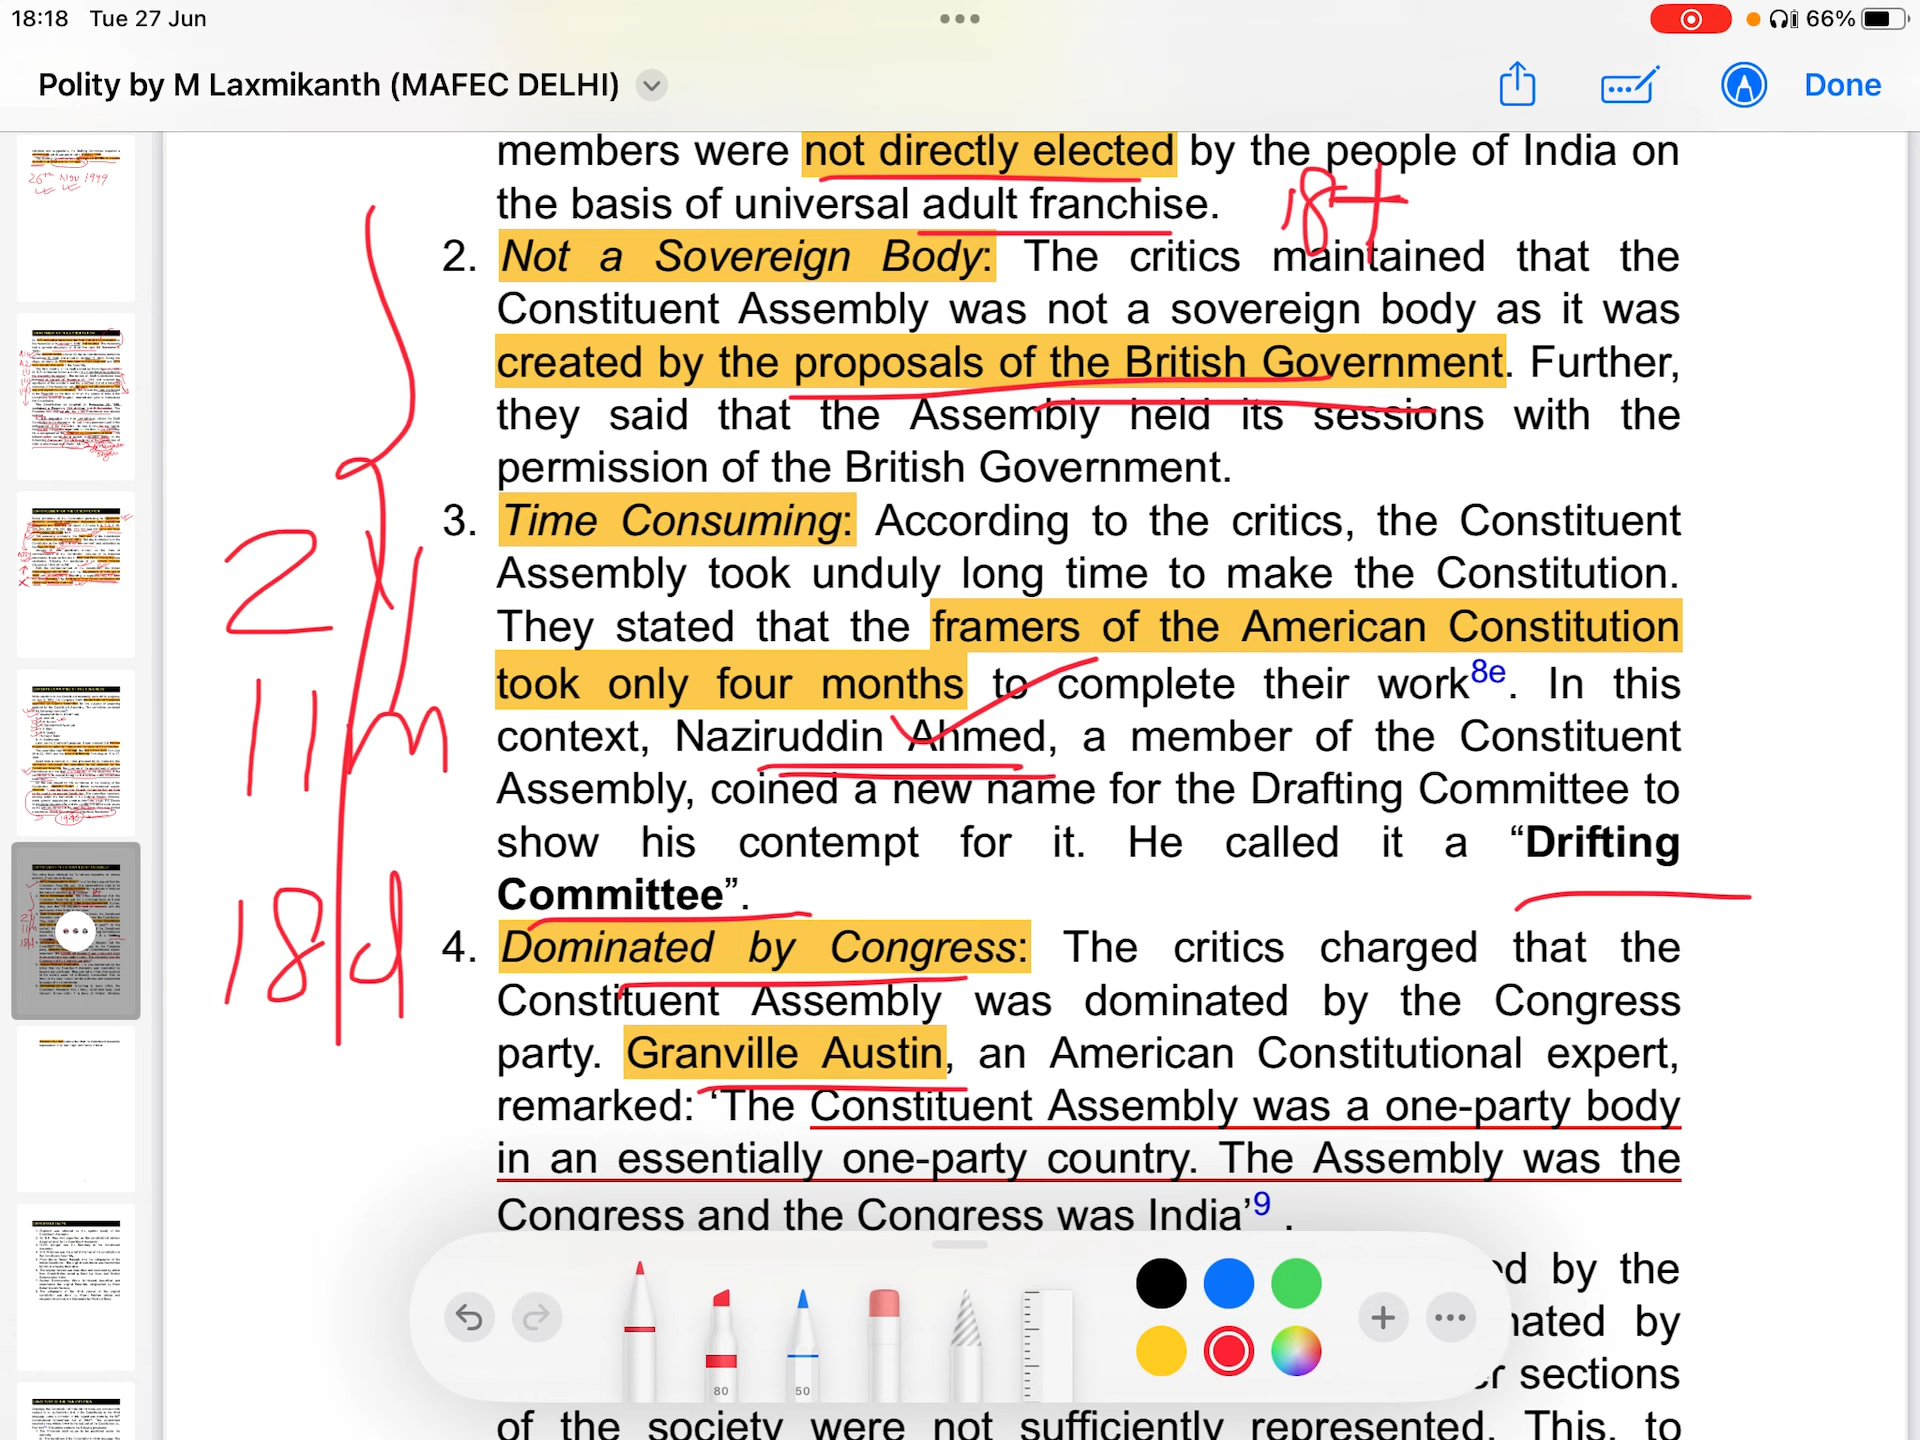 18:18 Tue 27 Jun
66%
Polity by M Laxmikanth (MAFEC DELHI)
Done
members were not directly elected by the people of India on
the basis of universal adult franchise.
18+
2. Not a Sovereign Body: The critics maintained that the
Constituent Assembly was not a sovereign body as it was
created by the proposals of the British Government. Further,
they said that the Assembly held its sessions with the
permission of the British Government.
3. Time Consuming: According to the critics, the Constituent
Assembly took unduly long time to make the Constitution.
They stated that the framers of the American Constitution
took only four months to complete their work8e. In this
context, Naziruddin Ahmed, a member of the Constituent
Assembly, coined a new name for the Drafting Committee to
show his contempt for it. He called it a “Drifting
Committee”.
4. Dominated by Congress: The critics charged that the
Constituent Assembly was dominated by the Congress
party. Granville Austin, an American Constitutional expert,
remarked: ‘The Constituent Assembly was a one-party body
in an essentially one-party country. The Assembly was the
Congress and the Congress was India’9 .
by the
by
sections
of the society were not sufficiently represented. This, to
2 y
11 m
18 d
26th Nov 1949
80
50